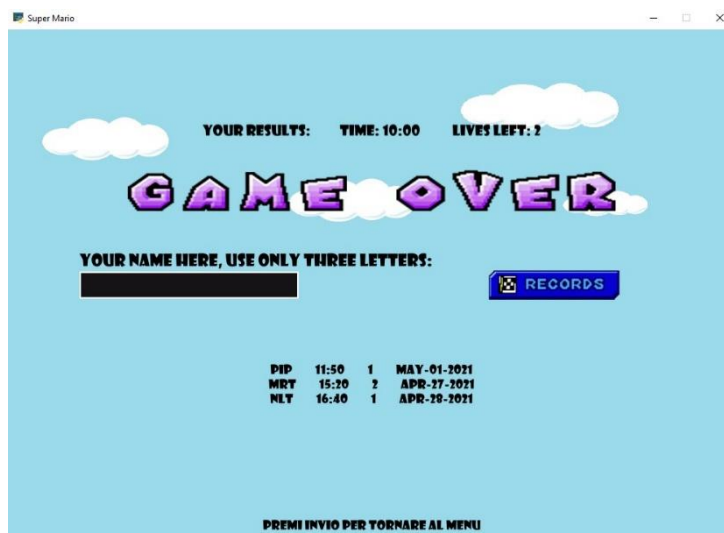 Super Mario
YOUR RESULTS: TIME: 10:00 LIVES LEFT: 2
GAME OVER
YOUR NAME HERE, USE ONLY THREE LETTERS:
RECORDS
PIP 11:50 1 MAY-01-2021
MRT 15:20 2 APR-27-2021
NLT 16:40 1 APR-28-2021
PREMI INVIO PER TORNARE AL MENU